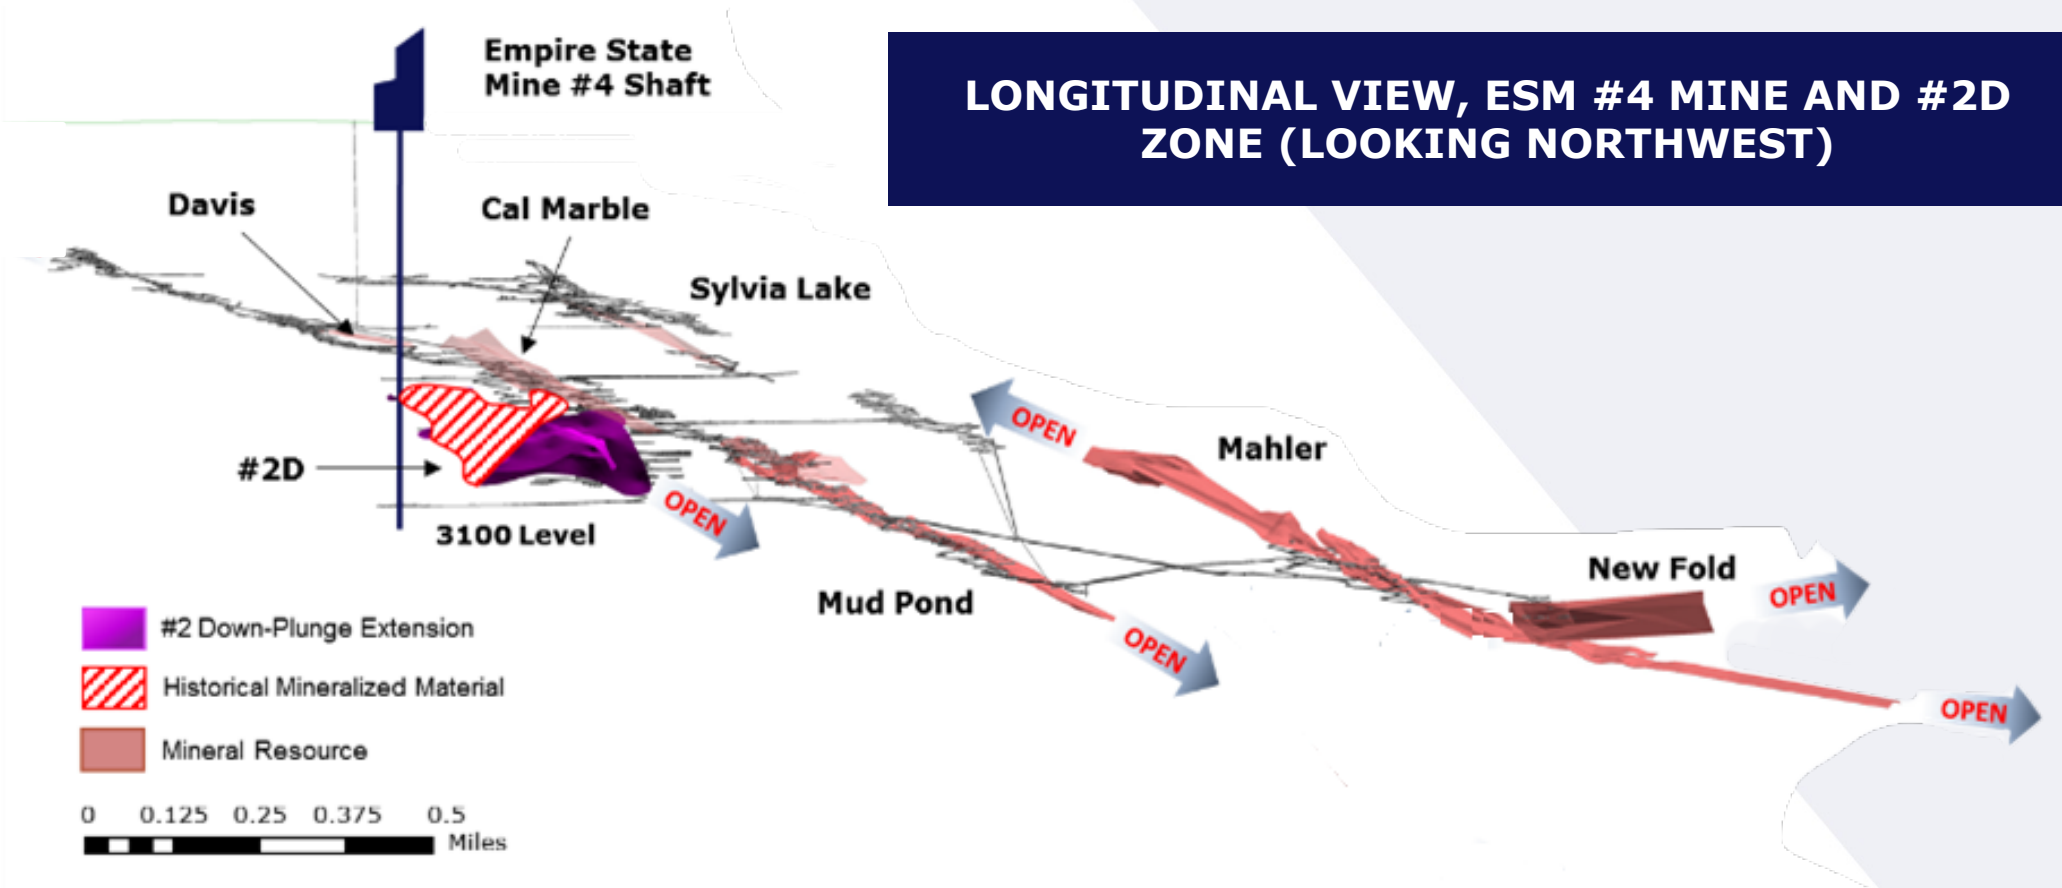 Empire State
Mine #4 Shaft
LONGITUDINAL VIEW, ESM #4 MINE AND #2D
ZONE (LOOKING NORTHWEST)
Davis
Cal Marble
Sylvia Lake
OPEN
Mahler
#2D
OPEN
3100 Level
New Fold
OPEN
Mud Pond
OPEN
OPEN
#2 Down-Plunge Extension
Historical Mineralized Material
Mineral Resource
0 0.125 0.25 0.375 0.5
Miles